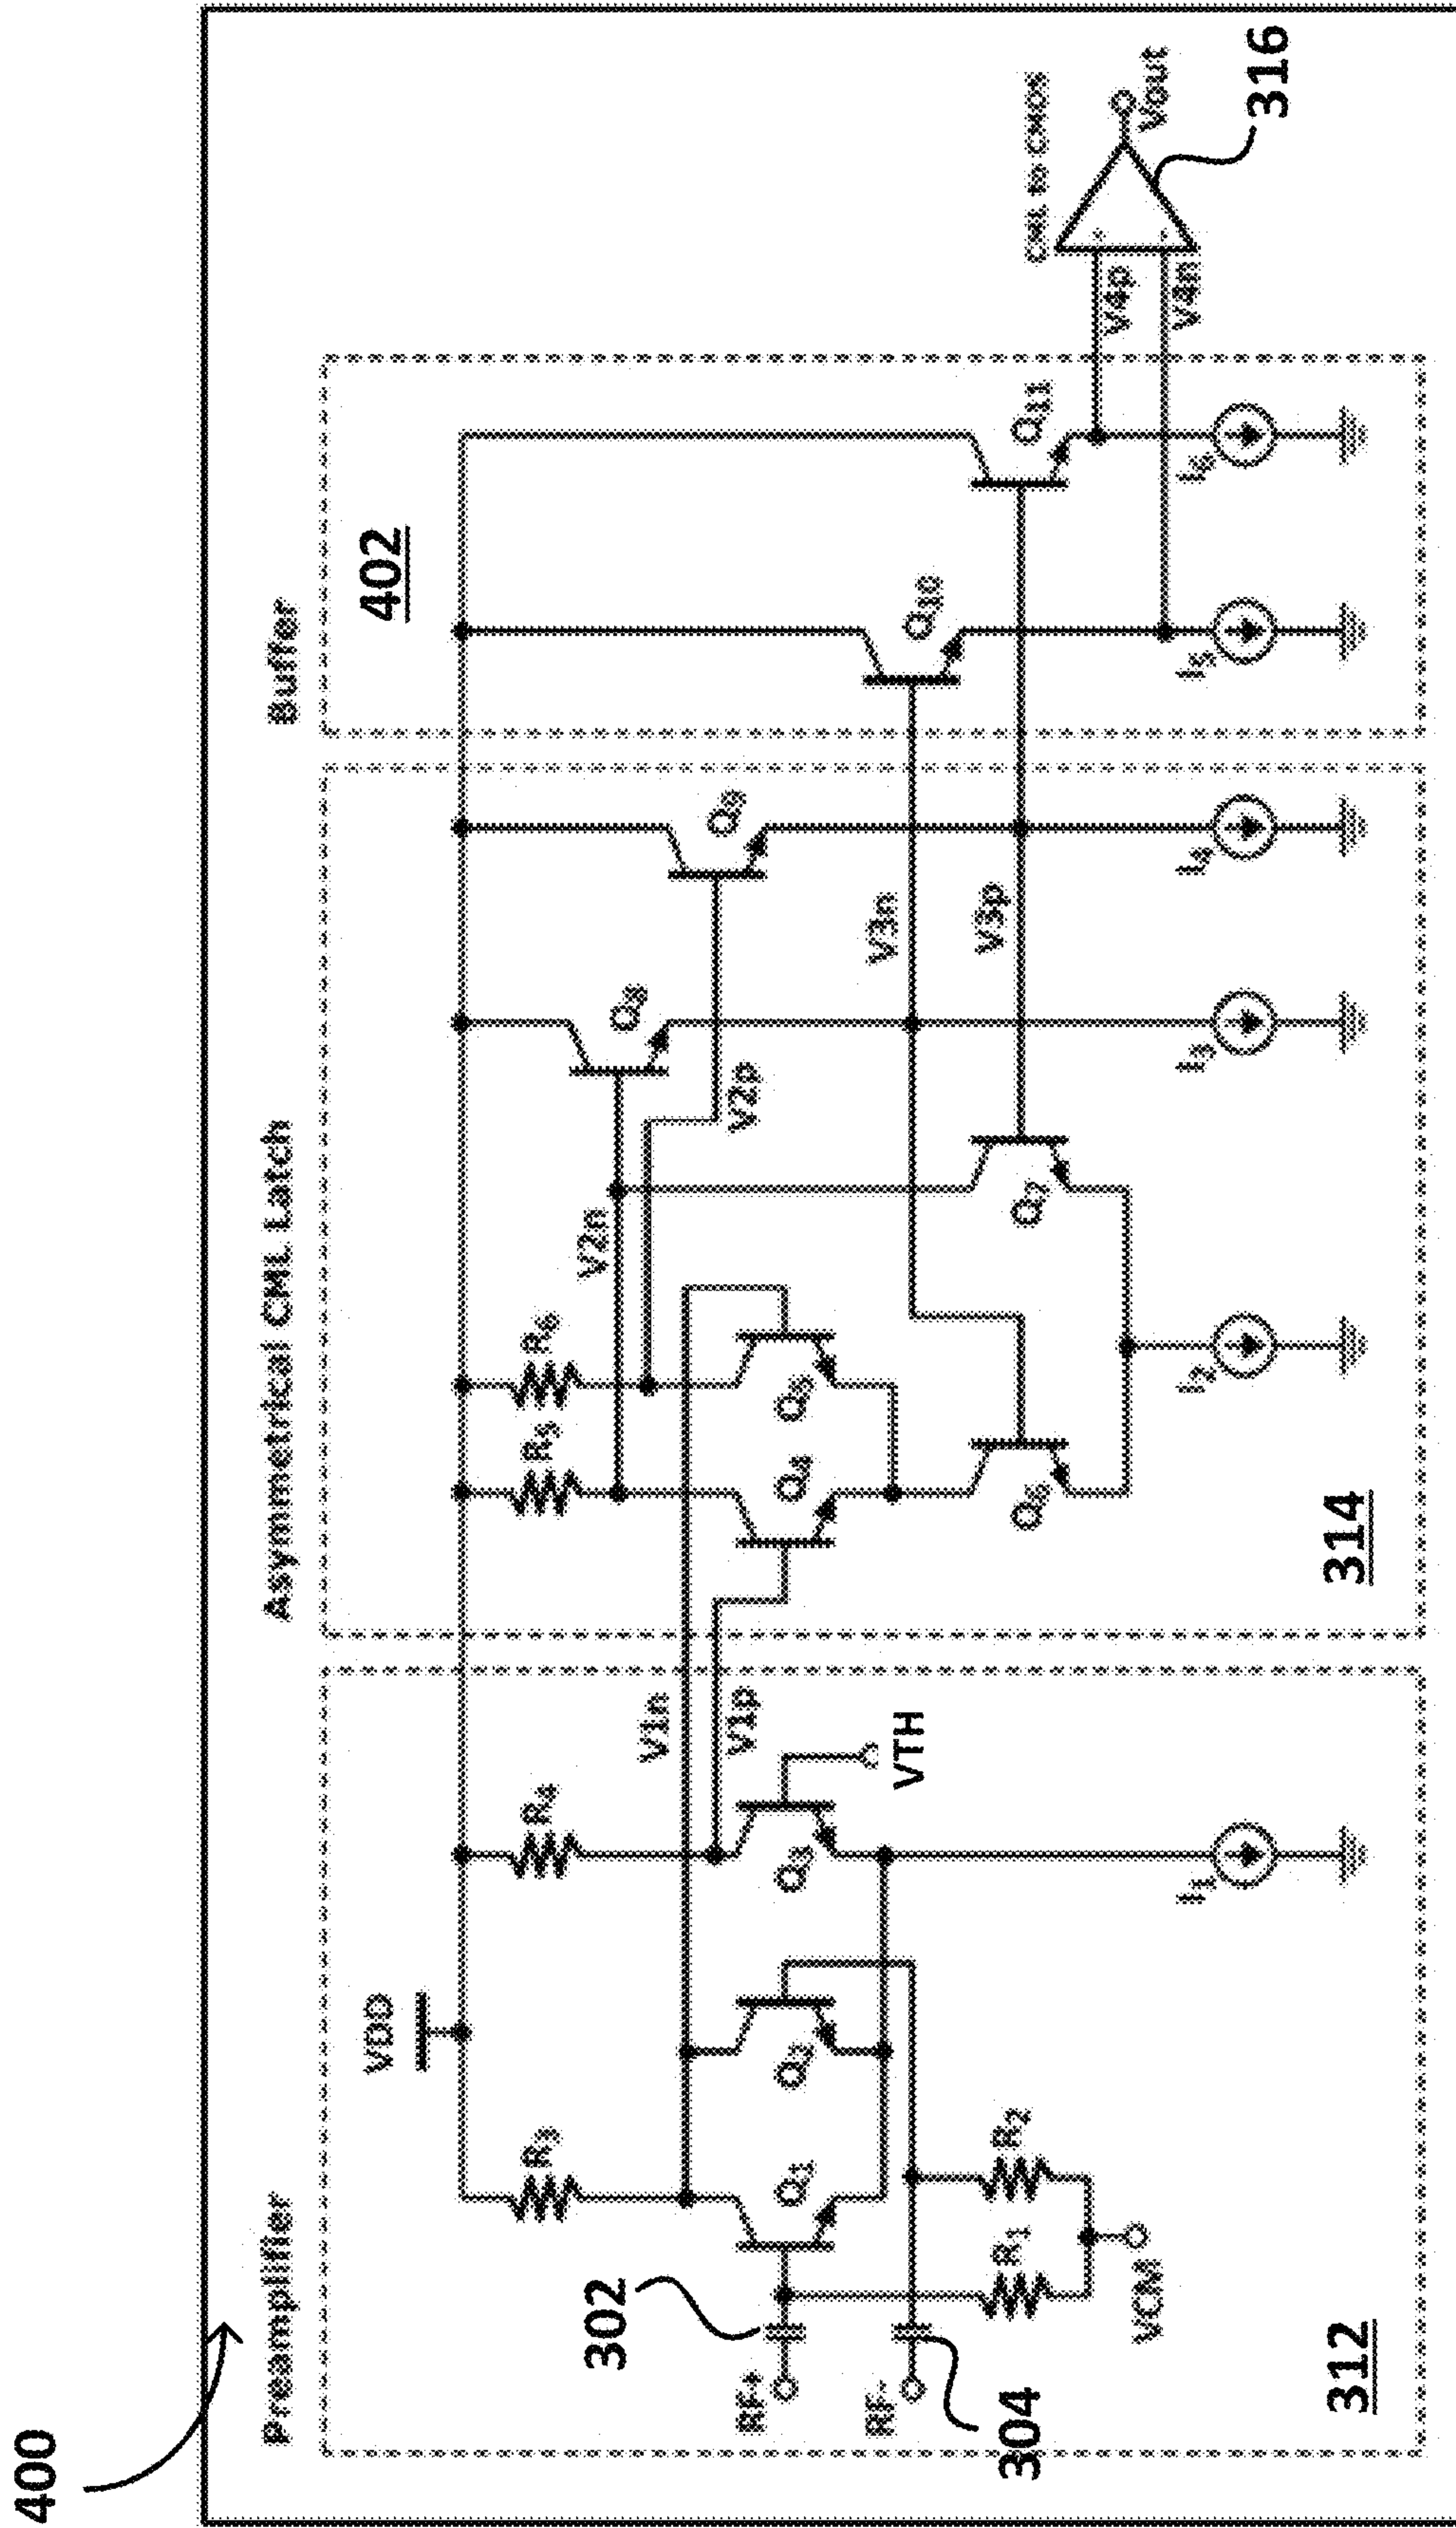 400
Preamplifier
Asymmetrical CML Latch
Buffer
VDD
402
R3
R4
R5
R6
V2n
Q8
V1n
V1p
V2p
Q9
302
RF+
Q1
Q2
Q3
Q4
Q5
VTH
V3n
Q10
RF-
304
R1
R2
Q6
Q7
V3p
Q11
CML to CMOS
V4p
V4n
Vout
VCM
I1
I2
I3
I4
I5
I6
316
312
314